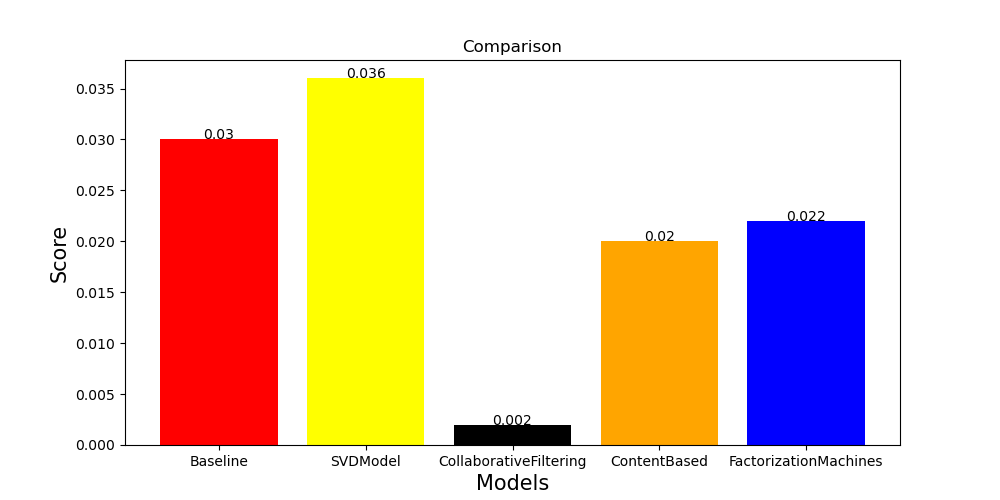 Comparison
Score
0.035
0.030
0.025
0.020
0.015
0.010
0.005
0.000
0.03
0.036
0.002
0.02
0.022
Baseline
SVDModel
CollaborativeFiltering
ContentBased
FactorizationMachines
Models